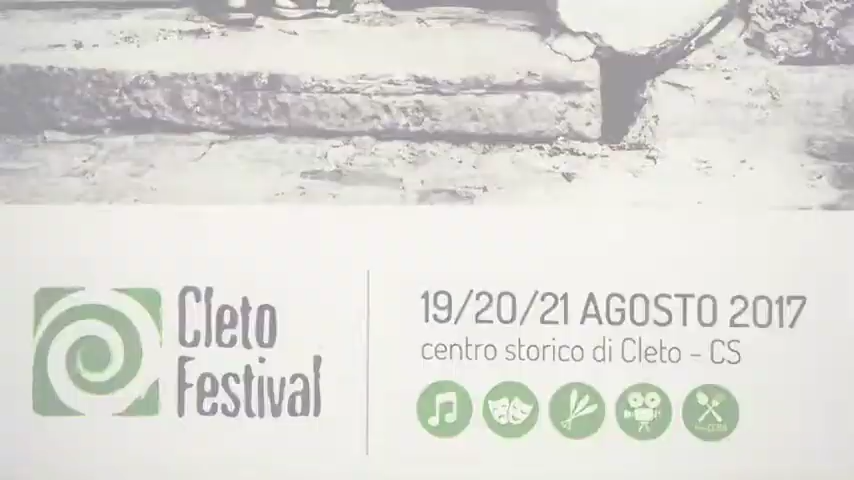 Cleto
Festival
19/20/21 AGOSTO 2017
centro storico di Cleto - CS